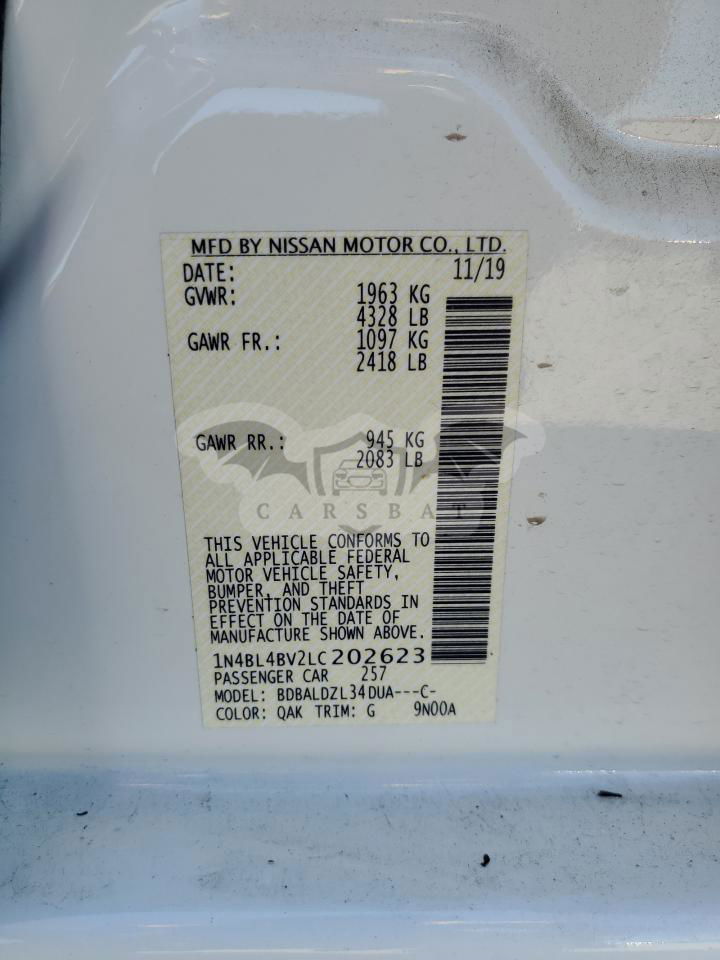 MFD BY NISSAN MOTOR CO., LTD.
DATE: 11/19
GVWR: 1963 KG
4328 LB
GAWR FR.: 1097 KG
2418 LB
GAWR RR.: 945 KG
2083 LB
CARSBAT
THIS VEHICLE CONFORMS TO
ALL APPLICABLE FEDERAL
MOTOR VEHICLE SAFETY,
BUMPER, AND THEFT
PREVENTION STANDARDS IN
EFFECT ON THE DATE OF
MANUFACTURE SHOWN ABOVE.
1N4BL4BV2LC202623
PASSENGER CAR 257
MODEL: BDBALDZL34DUA---C-
COLOR: QAK TRIM: G 9N00A